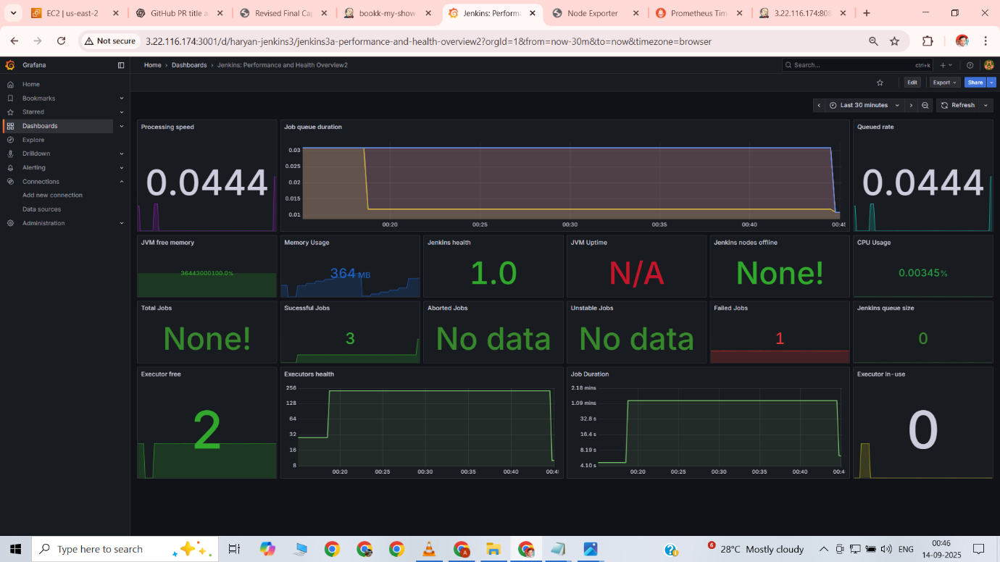 EC2 | us-east-2
GitHub PR title a
Revised Final Ca
bookk-my-show
Jenkins: Perform
Node Exporter
Prometheus Tim
3.22.116.174:808
Not secure
3.22.116.174:3001/d/haryan-jenkins3/jenkins3a-performance-and-health-overview2?orgId=1&from=now-30m&to=now&timezone=browser
Grafana
Home › Dashboards › Jenkins: Performance and Health Overview2
Search...
ctrl+k
Home
Bookmarks
Starred
Dashboards
Explore
Drilldown
Alerting
Connections
Add new connection
Data sources
Administration
Edit
Export
Share
Last 30 minutes
Refresh
Processing speed
0.0444
Job queue duration
0.03
0.025
0.02
0.015
0.01
00:20
00:25
00:30
00:35
00:40
00:45
Queued rate
0.0444
JVM free memory
36443000100.0%
Memory Usage
364 MB
Jenkins health
1.0
JVM Uptime
N/A
Jenkins nodes offline
None!
CPU Usage
0.00345%
Total Jobs
None!
Sucessful Jobs
3
Aborted Jobs
No data
Unstable Jobs
No data
Failed Jobs
1
Jenkins queue size
0
Executor free
2
Executors health
256
128
64
32
16
8
00:20
00:25
00:30
00:35
00:40
00:4
Job Duration
2.18 mins
1.09 mins
32.8 s
16.4 s
8.19 s
4.10 s
00:20
00:25
00:30
00:35
00:40
00:4
Executor in-use
0
Type here to search
A
6
28°C Mostly cloudy
ENG
00:46
14-09-2025